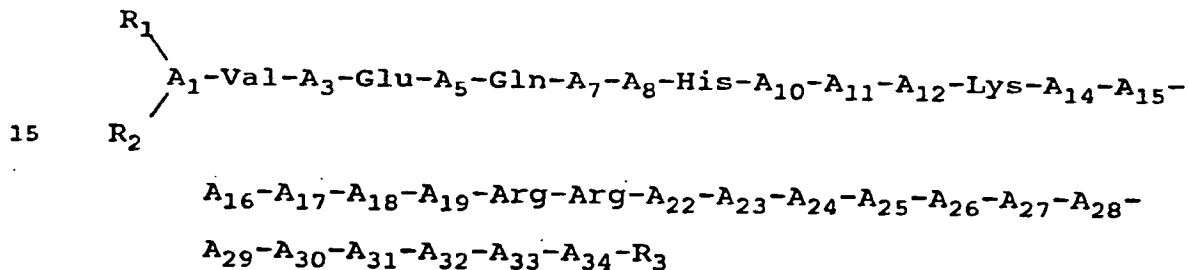 R₁
A₁-Val-A₃-Glu-A₅-Gln-A₇-A₈-His-A₁₀-A₁₁-A₁₂-Lys-A₁₄-A₁₅-
15 R₂
A₁₆-A₁₇-A₁₈-A₁₉-Arg-Arg-A₂₂-A₂₃-A₂₄-A₂₅-A₂₆-A₂₇-A₂₈-
A₂₉-A₃₀-A₃₁-A₃₂-A₃₃-A₃₄-R₃